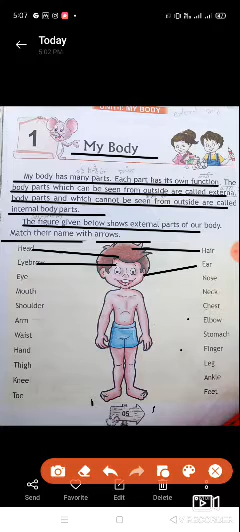 5:07
Today
5:02 PM
UNIT-I: MY BODY
1
My Body
My body has many parts. Each part has its own function. The
body parts which can be seen from outside are called external
body parts and which cannot be seen from outside are called
internal body parts.
The figure given below shows external parts of our body.
Match their name with arrows.
Head
Hair
Eyebrow
Ear
Eye
Nose
Mouth
Neck
Shoulder
Chest
Arm
Elbow
Waist
Stomach
Hand
Finger
Thigh
Leg
Knee
Ankle
Toe
Feet
05
Send
Favorite
Edit
Delete